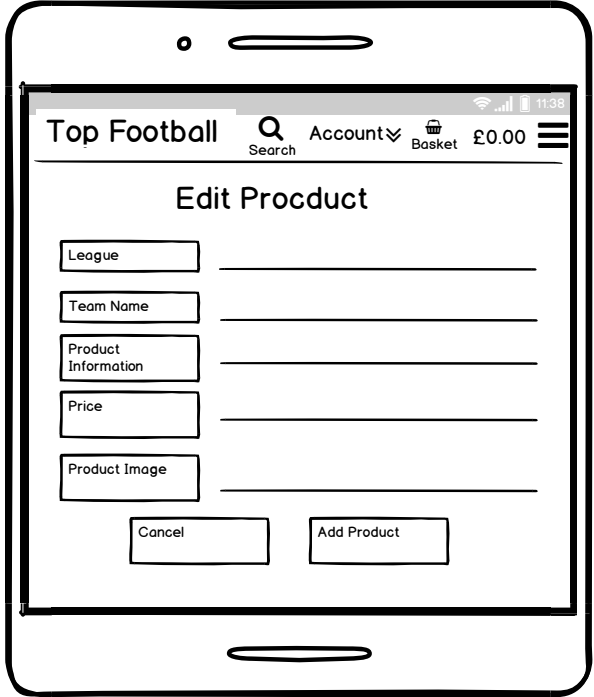 11:38
Top Football
Search
Account
Basket
£0.00
Edit Procduct
League
Team Name
Product
Information
Price
Product Image
Cancel
Add Product